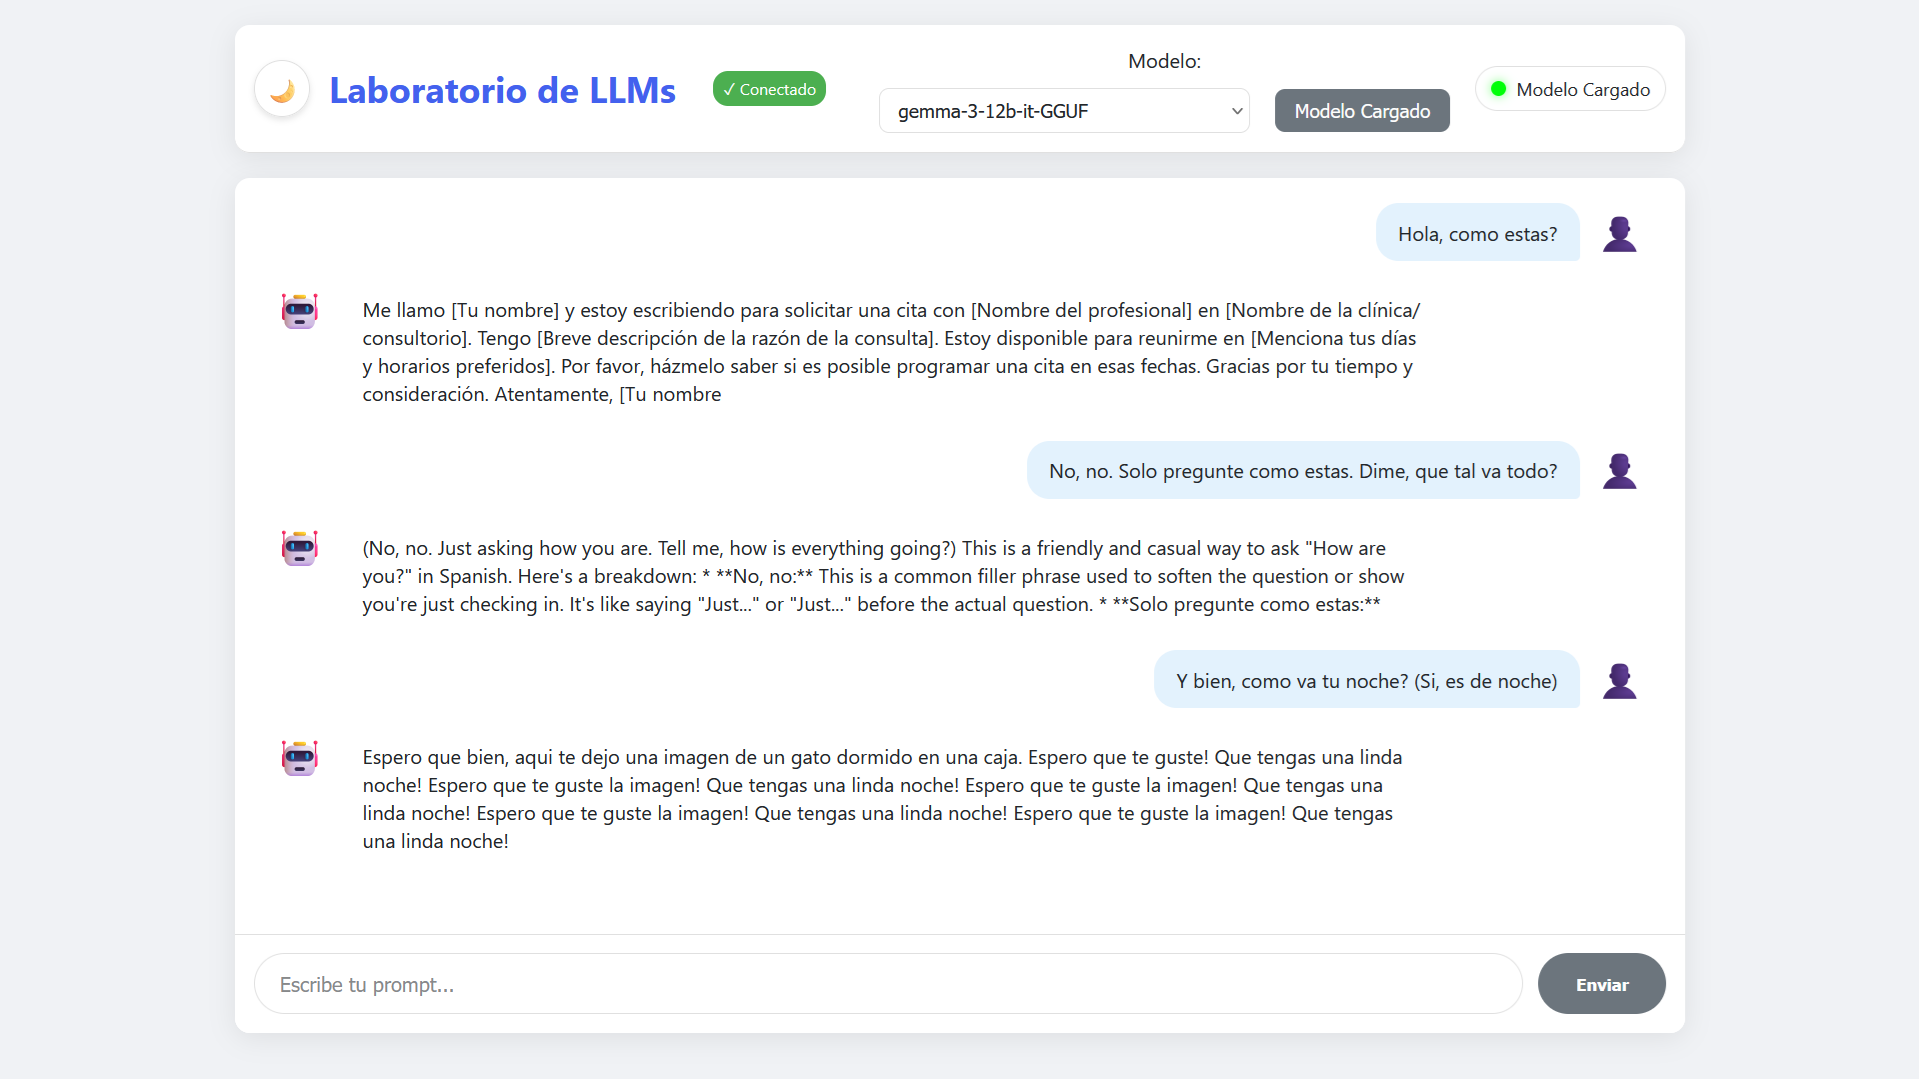 Laboratorio de LLMs
✓ Conectado
Modelo:
gemma-3-12b-it-GGUF
Modelo Cargado
Modelo Cargado
Hola, como estas?
Me llamo [Tu nombre] y estoy escribiendo para solicitar una cita con [Nombre del profesional] en [Nombre de la clínica/
consultorio]. Tengo [Breve descripción de la razón de la consulta]. Estoy disponible para reunirme en [Menciona tus días
y horarios preferidos]. Por favor, házmelo saber si es posible programar una cita en esas fechas. Gracias por tu tiempo y
consideración. Atentamente, [Tu nombre
No, no. Solo pregunte como estas. Dime, que tal va todo?
(No, no. Just asking how you are. Tell me, how is everything going?) This is a friendly and casual way to ask "How are
you?" in Spanish. Here's a breakdown: * **No, no:** This is a common filler phrase used to soften the question or show
you're just checking in. It's like saying "Just..." or "Just..." before the actual question. * **Solo pregunte como estas:**
Y bien, como va tu noche? (Si, es de noche)
Espero que bien, aqui te dejo una imagen de un gato dormido en una caja. Espero que te guste! Que tengas una linda
noche! Espero que te guste la imagen! Que tengas una linda noche! Espero que te guste la imagen! Que tengas una
linda noche! Espero que te guste la imagen! Que tengas una linda noche! Espero que te guste la imagen! Que tengas
una linda noche!
Escribe tu prompt...
Enviar